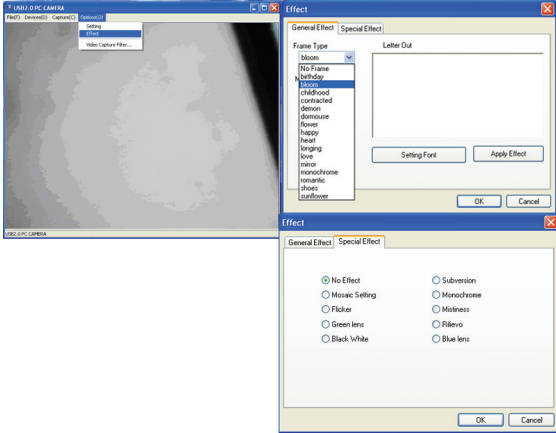 USB2.0 PC CAMERA
File(F) Devices(D) Capture(C) Options(O)
Setting
Effect
Video Capture Filter...
USB2.0 PC CAMERA
Effect
General Effect Special Effect
Frame Type Letter Out
bloom
No Frame
birthday
bloom
childhood
contracted
demon
dormouse
flower
happy
heart
longing
love
mirror
monochrome
romantic
shoes
sunflower
Setting Font Apply Effect
OK Cancel
Effect
General Effect Special Effect
No Effect Subversion
Mosaic Setting Monochrome
Flicker Mistiness
Green lens Rilievo
Black White Blue lens
OK Cancel